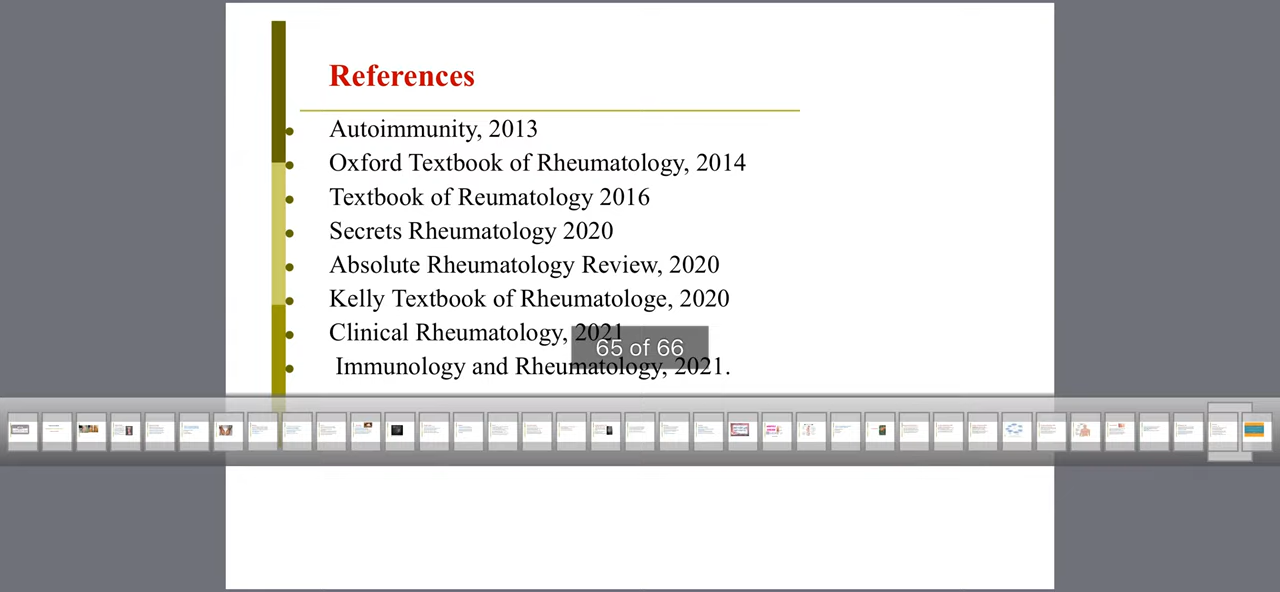 References
Autoimmunity, 2013
Oxford Textbook of Rheumatology, 2014
Textbook of Reumatology 2016
Secrets Rheumatology 2020
Absolute Rheumatology Review, 2020
Kelly Textbook of Rheumatologe, 2020
Clinical Rheumatology, 2021
65 of 66
Immunology and Rheumatology, 2021.